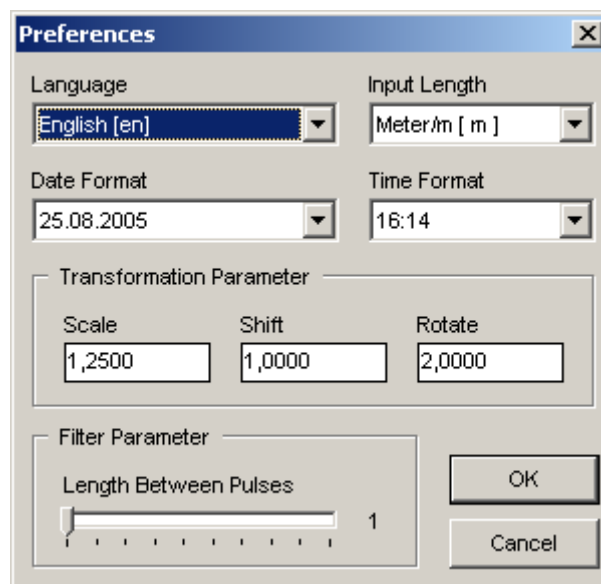 Preferences
Language
Input Length
English [en]
Meter/m [ m ]
Date Format
Time Format
25.08.2005
16:14
Transformation Parameter
Scale
Shift
Rotate
1,2500
1,0000
2,0000
Filter Parameter
Length Between Pulses
1
OK
Cancel